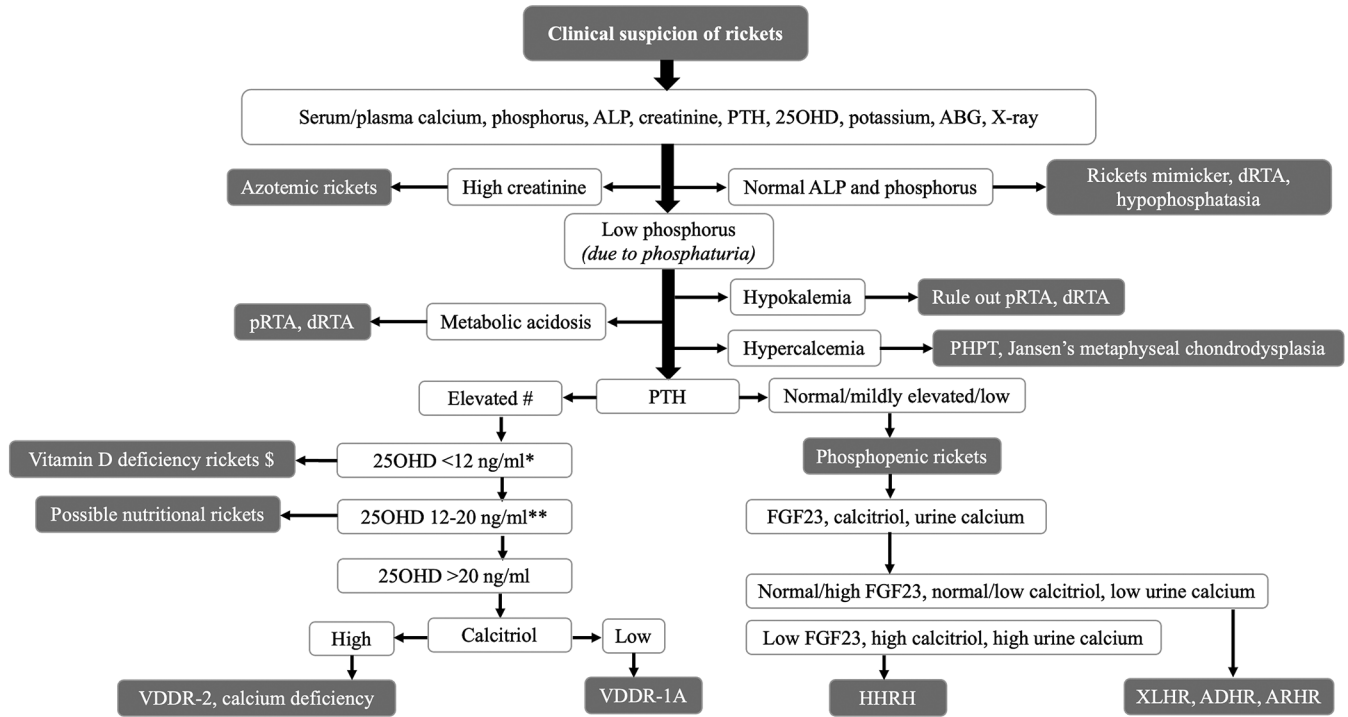 Clinical suspicion of rickets
Serum/plasma calcium, phosphorus, ALP, creatinine, PTH, 25OHD, potassium, ABG, X-ray
Azotemic rickets
High creatinine
Normal ALP and phosphorus
Rickets mimicker, dRTA,
hypophosphatasia
Low phosphorus
(due to phosphaturia)
Hypokalemia
Rule out pRTA, dRTA
pRTA, dRTA
Metabolic acidosis
Hypercalcemia
PHPT, Jansen's metaphyseal chondrodysplasia
Elevated #
PTH
Normal/mildly elevated/low
Vitamin D deficiency rickets $
25OHD <12 ng/ml*
Phosphopenic rickets
Possible nutritional rickets
25OHD 12-20 ng/ml**
FGF23, calcitriol, urine calcium
25OHD >20 ng/ml
Normal/high FGF23, normal/low calcitriol, low urine calcium
High
Calcitriol
Low
Low FGF23, high calcitriol, high urine calcium
VDDR-2, calcium deficiency
VDDR-1A
HHRH
XLHR, ADHR, ARHR